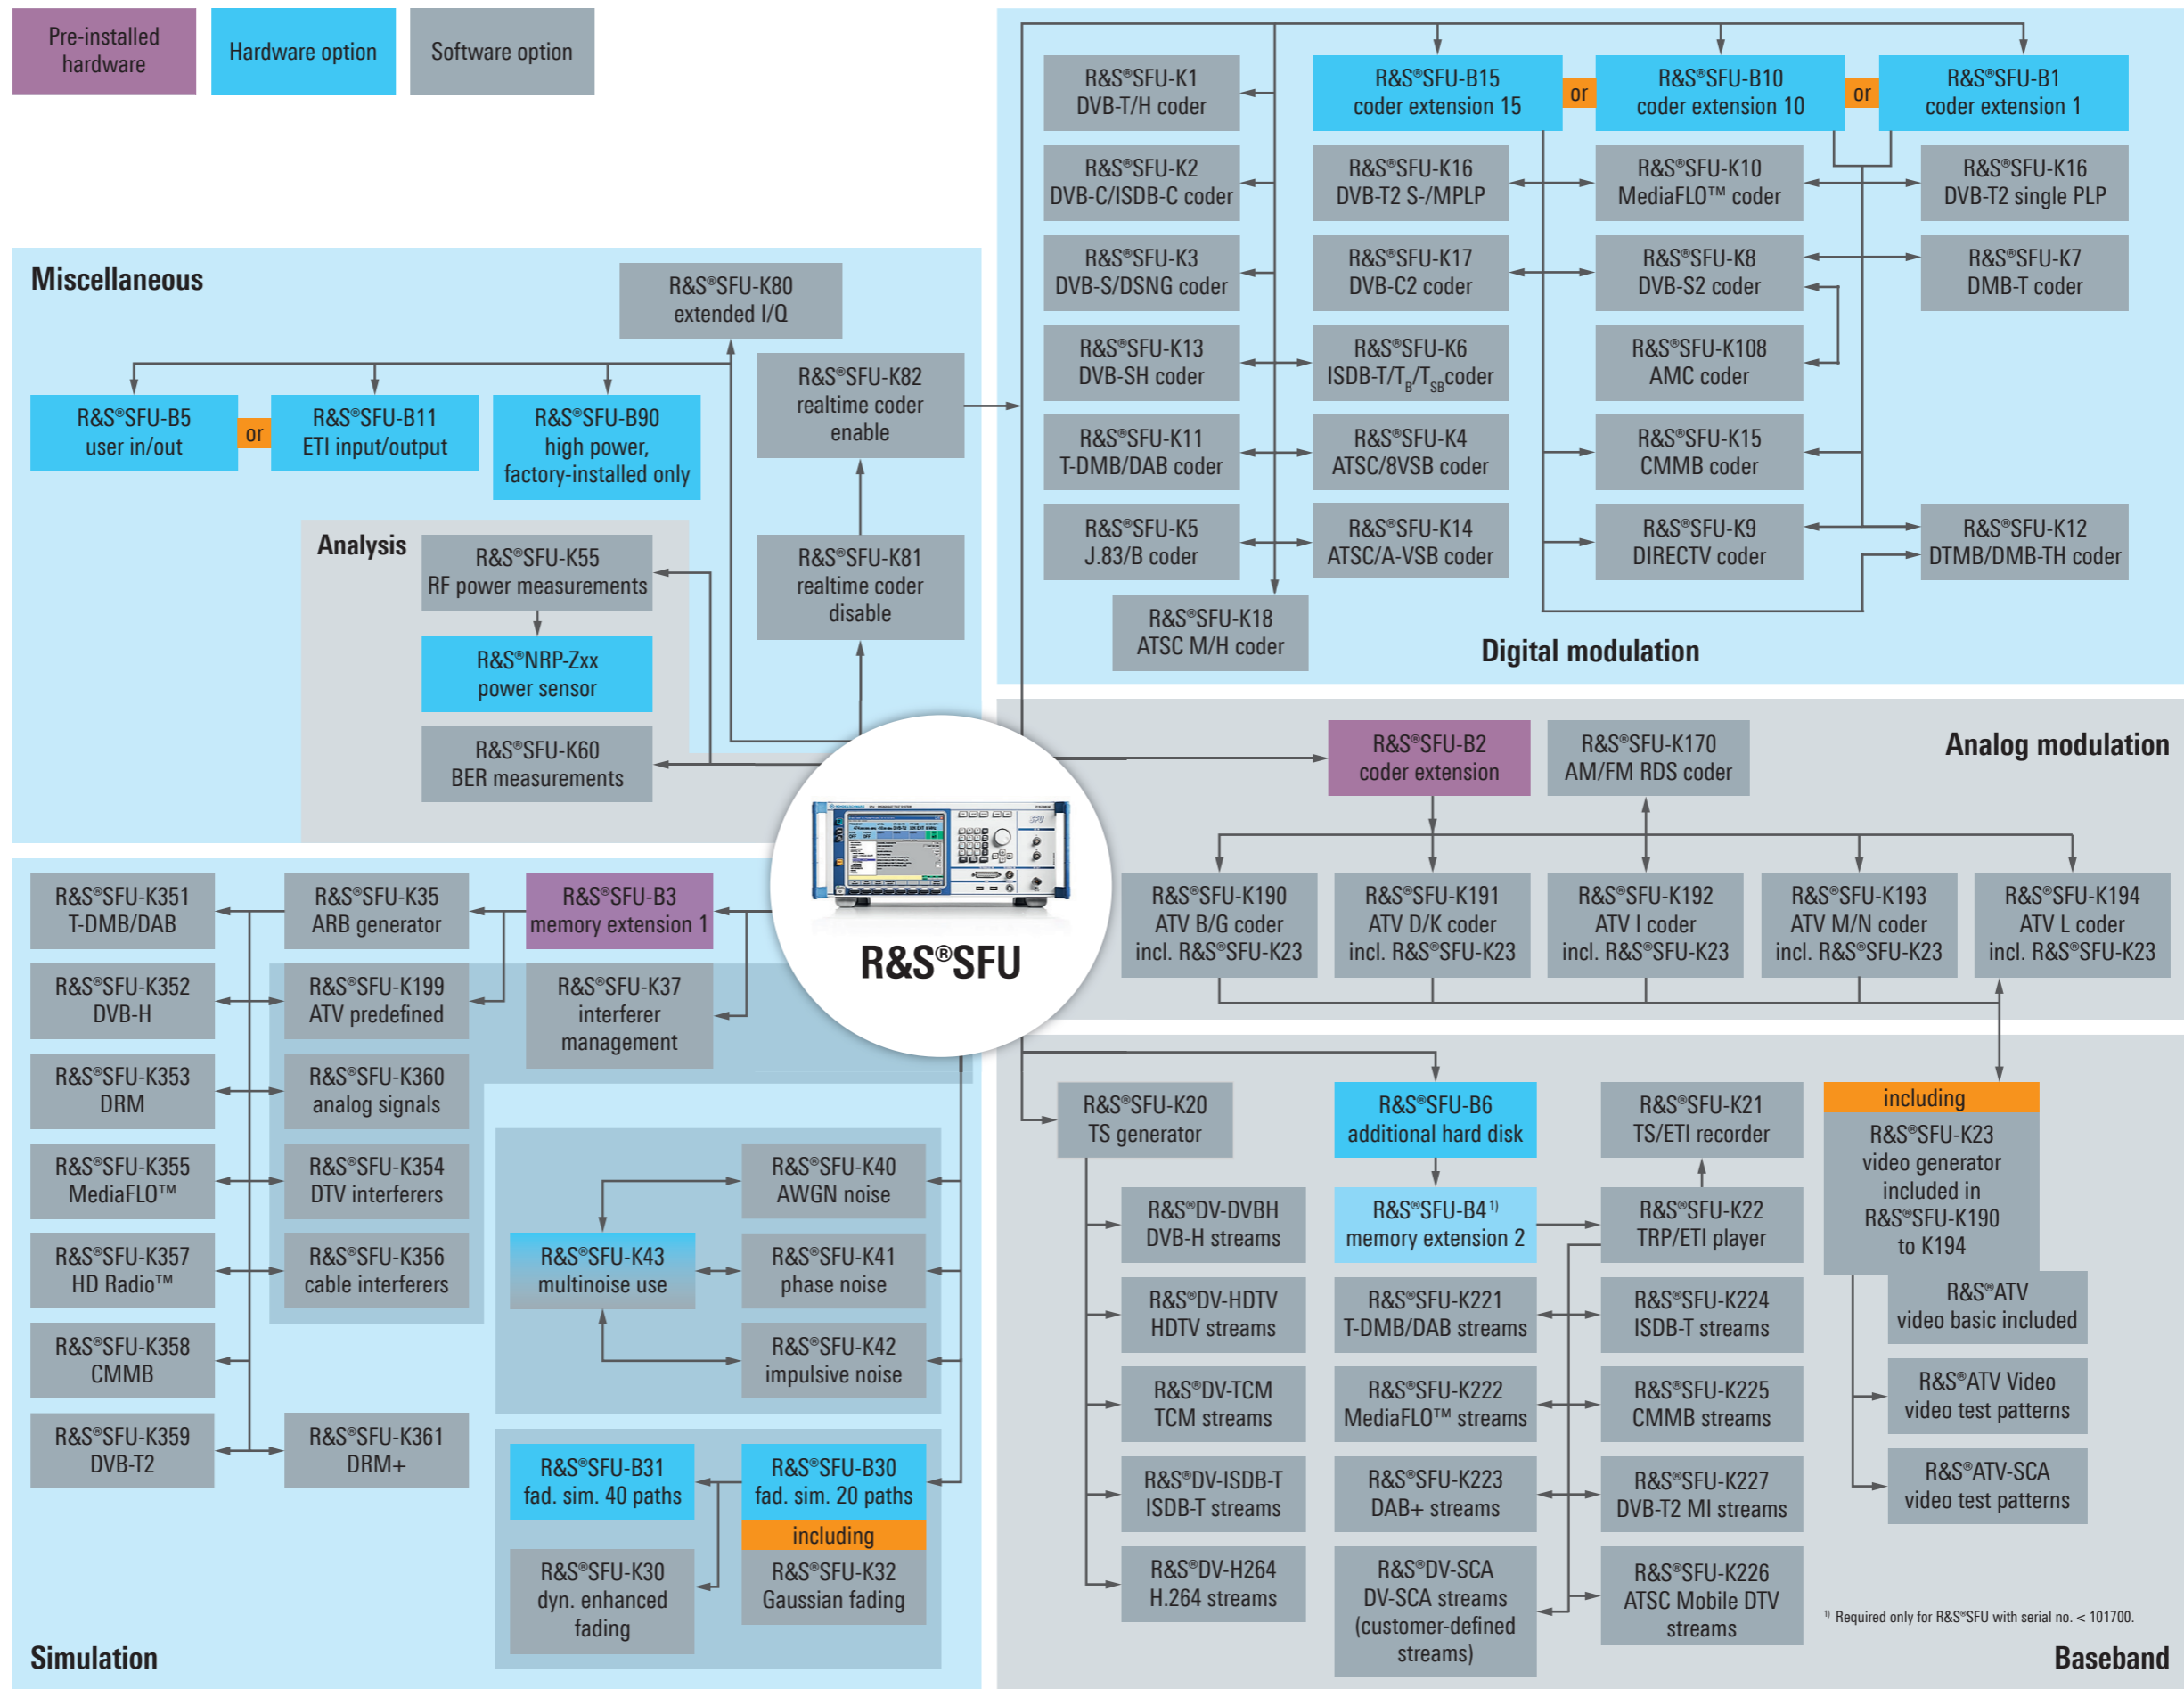 Pre-installed
hardware
Hardware option
Software option
Miscellaneous
R&S®SFU-K80
extended I/Q
R&S®SFU-K82
realtime coder
enable
R&S®SFU-B5
user in/out
or
R&S®SFU-B11
ETI input/output
R&S®SFU-B90
high power,
factory-installed only
R&S®SFU-K81
realtime coder
disable
Analysis
R&S®SFU-K55
RF power measurements
R&S®NRP-Zxx
power sensor
R&S®SFU-K60
BER measurements
R&S®SFU-K1
DVB-T/H coder
R&S®SFU-B15
coder extension 15
or
R&S®SFU-B10
coder extension 10
or
R&S®SFU-B1
coder extension 1
R&S®SFU-K2
DVB-C/ISDB-C coder
R&S®SFU-K16
DVB-T2 S-/MPLP
R&S®SFU-K10
MediaFLO™ coder
R&S®SFU-K16
DVB-T2 single PLP
R&S®SFU-K3
DVB-S/DSNG coder
R&S®SFU-K17
DVB-C2 coder
R&S®SFU-K8
DVB-S2 coder
R&S®SFU-K7
DMB-T coder
R&S®SFU-K13
DVB-SH coder
R&S®SFU-K6
ISDB-T/TB/TSBcoder
R&S®SFU-K108
AMC coder
R&S®SFU-K11
T-DMB/DAB coder
R&S®SFU-K4
ATSC/8VSB coder
R&S®SFU-K15
CMMB coder
R&S®SFU-K5
J.83/B coder
R&S®SFU-K14
ATSC/A-VSB coder
R&S®SFU-K9
DIRECTV coder
R&S®SFU-K12
DTMB/DMB-TH coder
R&S®SFU-K18
ATSC M/H coder
Digital modulation
R&S®SFU
R&S®SFU-B2
coder extension
R&S®SFU-K170
AM/FM RDS coder
Analog modulation
R&S®SFU-K190
ATV B/G coder
incl. R&S®SFU-K23
R&S®SFU-K191
ATV D/K coder
incl. R&S®SFU-K23
R&S®SFU-K192
ATV I coder
incl. R&S®SFU-K23
R&S®SFU-K193
ATV M/N coder
incl. R&S®SFU-K23
R&S®SFU-K194
ATV L coder
incl. R&S®SFU-K23
R&S®SFU-K351
T-DMB/DAB
R&S®SFU-K35
ARB generator
R&S®SFU-B3
memory extension 1
R&S®SFU-K352
DVB-H
R&S®SFU-K199
ATV predefined
R&S®SFU-K37
interferer
management
R&S®SFU-K353
DRM
R&S®SFU-K360
analog signals
R&S®SFU-K355
MediaFLO™
R&S®SFU-K354
DTV interferers
R&S®SFU-K40
AWGN noise
R&S®SFU-K357
HD Radio™
R&S®SFU-K356
cable interferers
R&S®SFU-K43
multinoise use
R&S®SFU-K41
phase noise
R&S®SFU-K358
CMMB
R&S®SFU-K42
impulsive noise
R&S®SFU-K359
DVB-T2
R&S®SFU-K361
DRM+
R&S®SFU-B31
fad. sim. 40 paths
R&S®SFU-B30
fad. sim. 20 paths
including
R&S®SFU-K30
dyn. enhanced
fading
R&S®SFU-K32
Gaussian fading
Simulation
R&S®SFU-K20
TS generator
R&S®SFU-B6
additional hard disk
R&S®SFU-K21
TS/ETI recorder
including
R&S®SFU-K23
video generator
included in
R&S®SFU-K190
to K194
R&S®DV-DVBH
DVB-H streams
R&S®SFU-B4 1)
memory extension 2
R&S®SFU-K22
TRP/ETI player
R&S®ATV
video basic included
R&S®DV-HDTV
HDTV streams
R&S®SFU-K221
T-DMB/DAB streams
R&S®SFU-K224
ISDB-T streams
R&S®ATV Video
video test patterns
R&S®DV-TCM
TCM streams
R&S®SFU-K222
MediaFLO™ streams
R&S®SFU-K225
CMMB streams
R&S®ATV-SCA
video test patterns
R&S®DV-ISDB-T
ISDB-T streams
R&S®SFU-K223
DAB+ streams
R&S®SFU-K227
DVB-T2 MI streams
R&S®DV-H264
H.264 streams
R&S®DV-SCA
DV-SCA streams
(customer-defined
streams)
R&S®SFU-K226
ATSC Mobile DTV
streams
1) Required only for R&S®SFU with serial no. < 101700.
Baseband